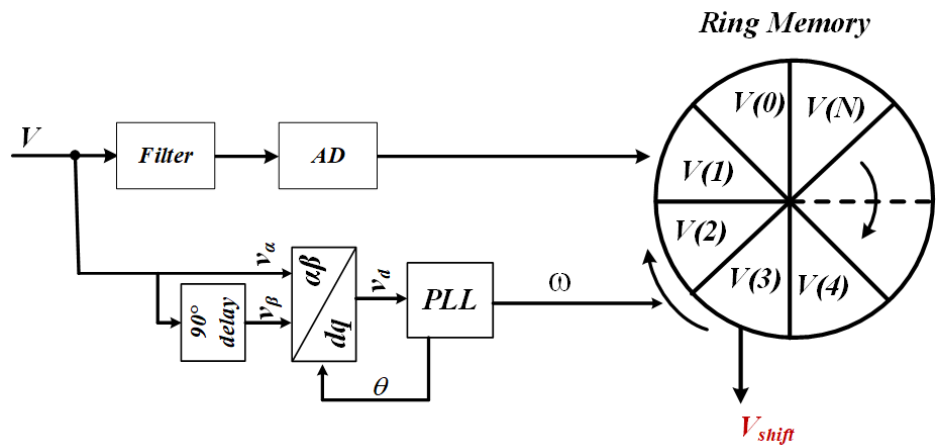 Ring Memory
V
Filter
AD
V(0)
V(N)
V(1)
V(2)
V(3)
V(4)
vα
90°
delay
vβ
αβ
dq
vd
PLL
ω
θ
Vshift